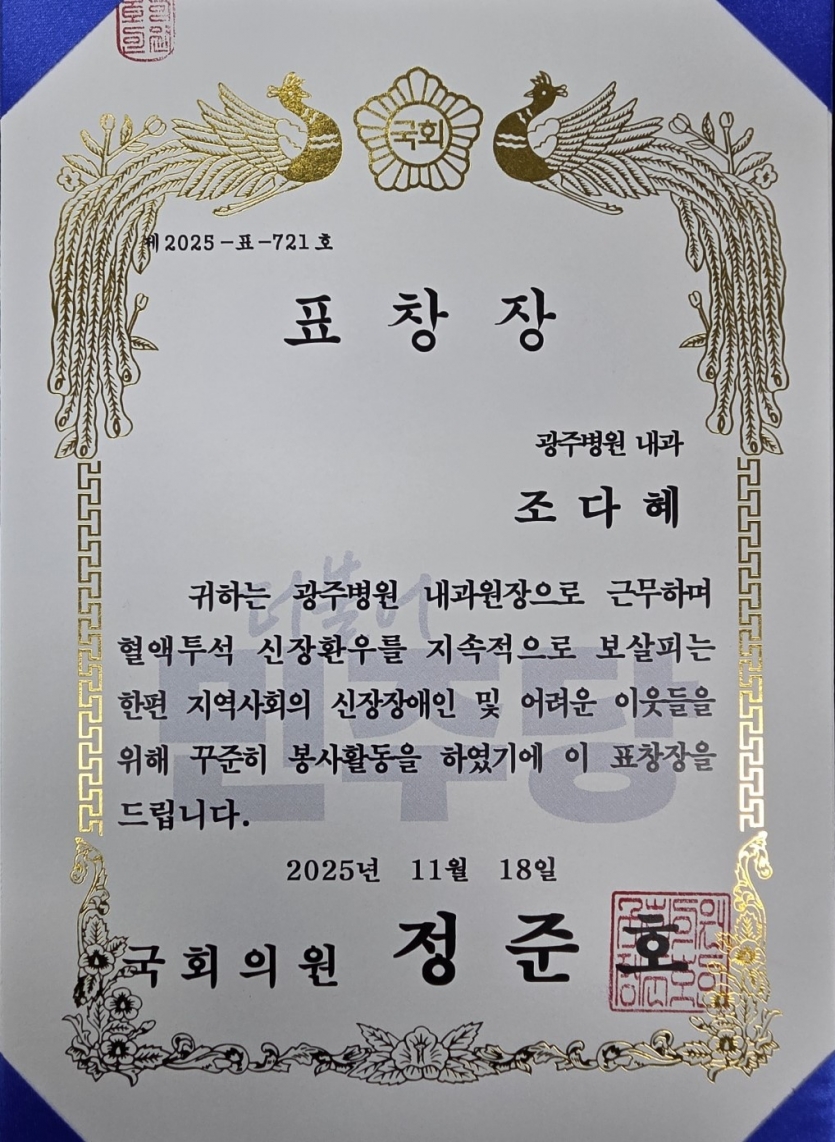 국회
제2025-표-721호
표창장
광주병원 내과
조다혜
귀하는 광주병원 내과원장으로 근무하며
혈액투석 신장환우를 지속적으로 보살피는
한편 지역사회의 신장장애인 및 어려운 이웃들을
위해 꾸준히 봉사활동을 하였기에 이 표창장을
드립니다.
더불어
민주당
2025년 11월 18일
국회의원 정준호